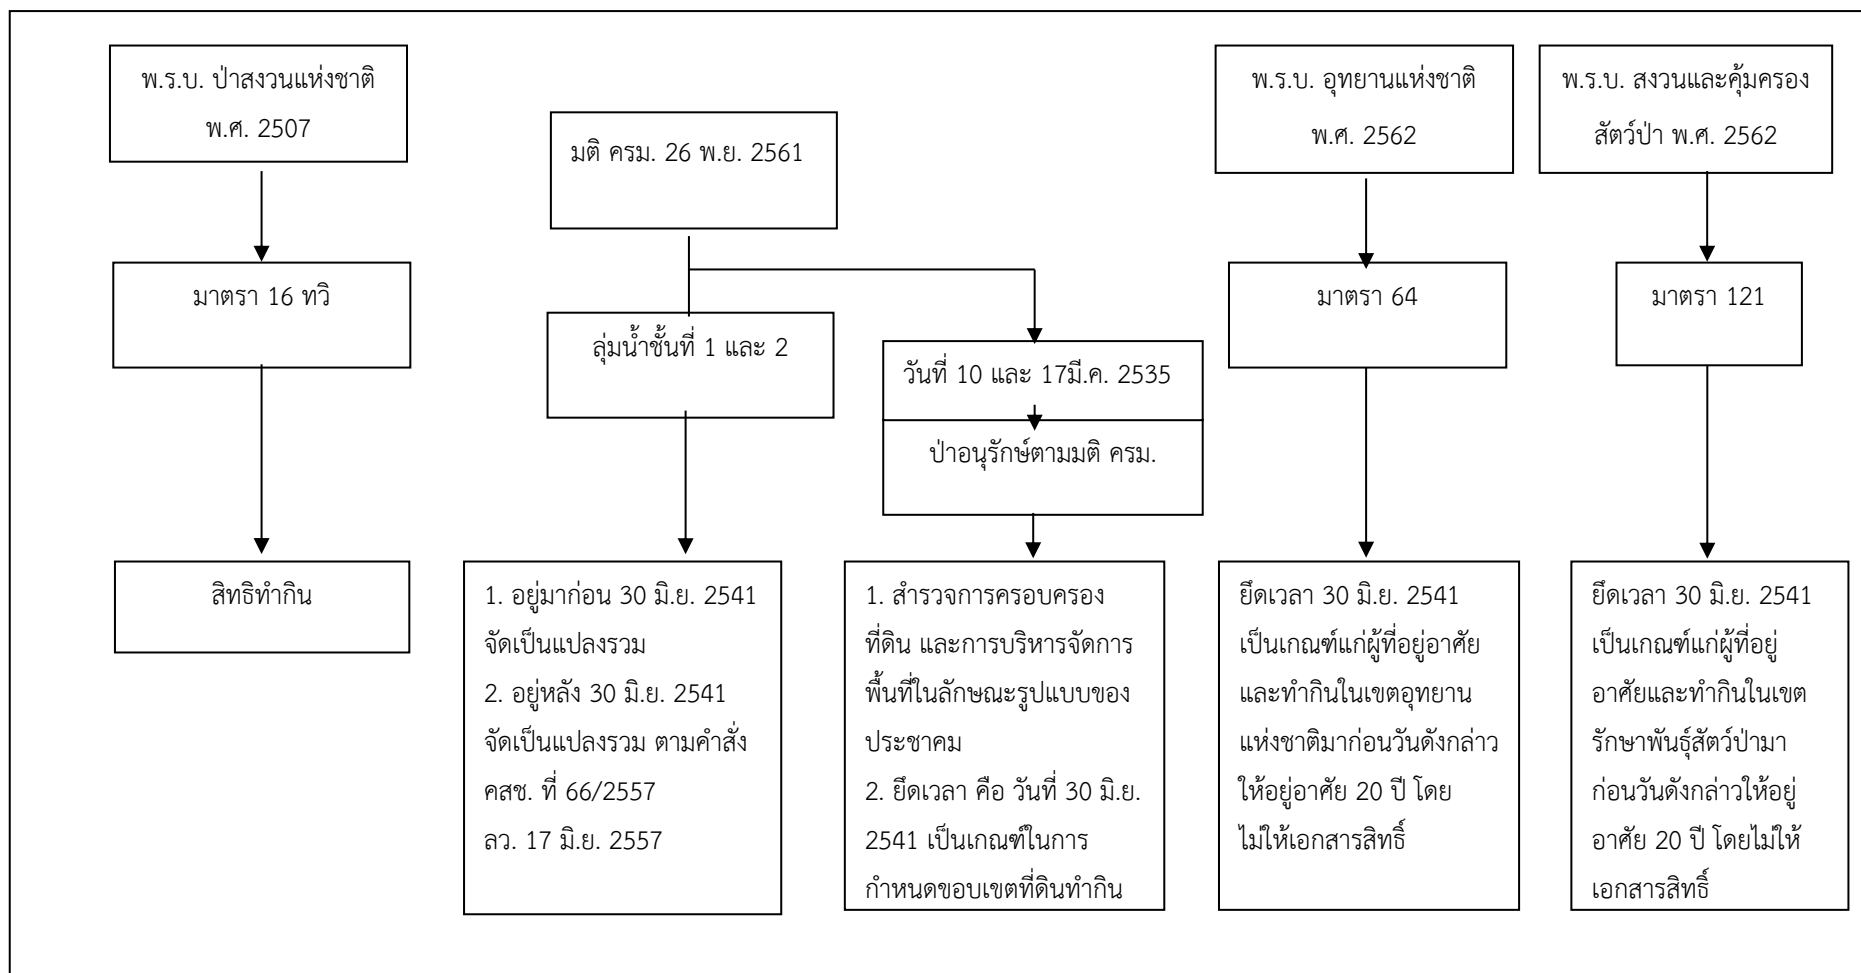 พ.ร.บ. ป่าสงวนแห่งชาติ
พ.ศ. 2507
มาตรา 16 ทวิ
สิทธิทำกิน
มติ ครม. 26 พ.ย. 2561
ลุ่มน้ำชั้นที่ 1 และ 2
1. อยู่มาก่อน 30 มิ.ย. 2541
จัดเป็นแปลงรวม
2. อยู่หลัง 30 มิ.ย. 2541
จัดเป็นแปลงรวม ตามคำสั่ง
คสช. ที่ 66/2557
ลว. 17 มิ.ย. 2557
วันที่ 10 และ 17มี.ค. 2535
ป่าอนุรักษ์ตามมติ ครม.
1. สำรวจการครอบครอง
ที่ดิน และการบริหารจัดการ
พื้นที่ในลักษณะรูปแบบของ
ประชาคม
2. ยึดเวลา คือ วันที่ 30 มิ.ย.
2541 เป็นเกณฑ์ในการ
กำหนดขอบเขตที่ดินทำกิน
พ.ร.บ. อุทยานแห่งชาติ
พ.ศ. 2562
มาตรา 64
ยึดเวลา 30 มิ.ย. 2541
เป็นเกณฑ์แก่ผู้ที่อยู่อาศัย
และทำกินในเขตอุทยาน
แห่งชาติมาก่อนวันดังกล่าว
ให้อยู่อาศัย 20 ปี โดย
ไม่ให้เอกสารสิทธิ์
พ.ร.บ. สงวนและคุ้มครอง
สัตว์ป่า พ.ศ. 2562
มาตรา 121
ยึดเวลา 30 มิ.ย. 2541
เป็นเกณฑ์แก่ผู้ที่อยู่
อาศัยและทำกินในเขต
รักษาพันธุ์สัตว์ป่ามา
ก่อนวันดังกล่าวให้อยู่
อาศัย 20 ปี โดยไม่ให้
เอกสารสิทธิ์